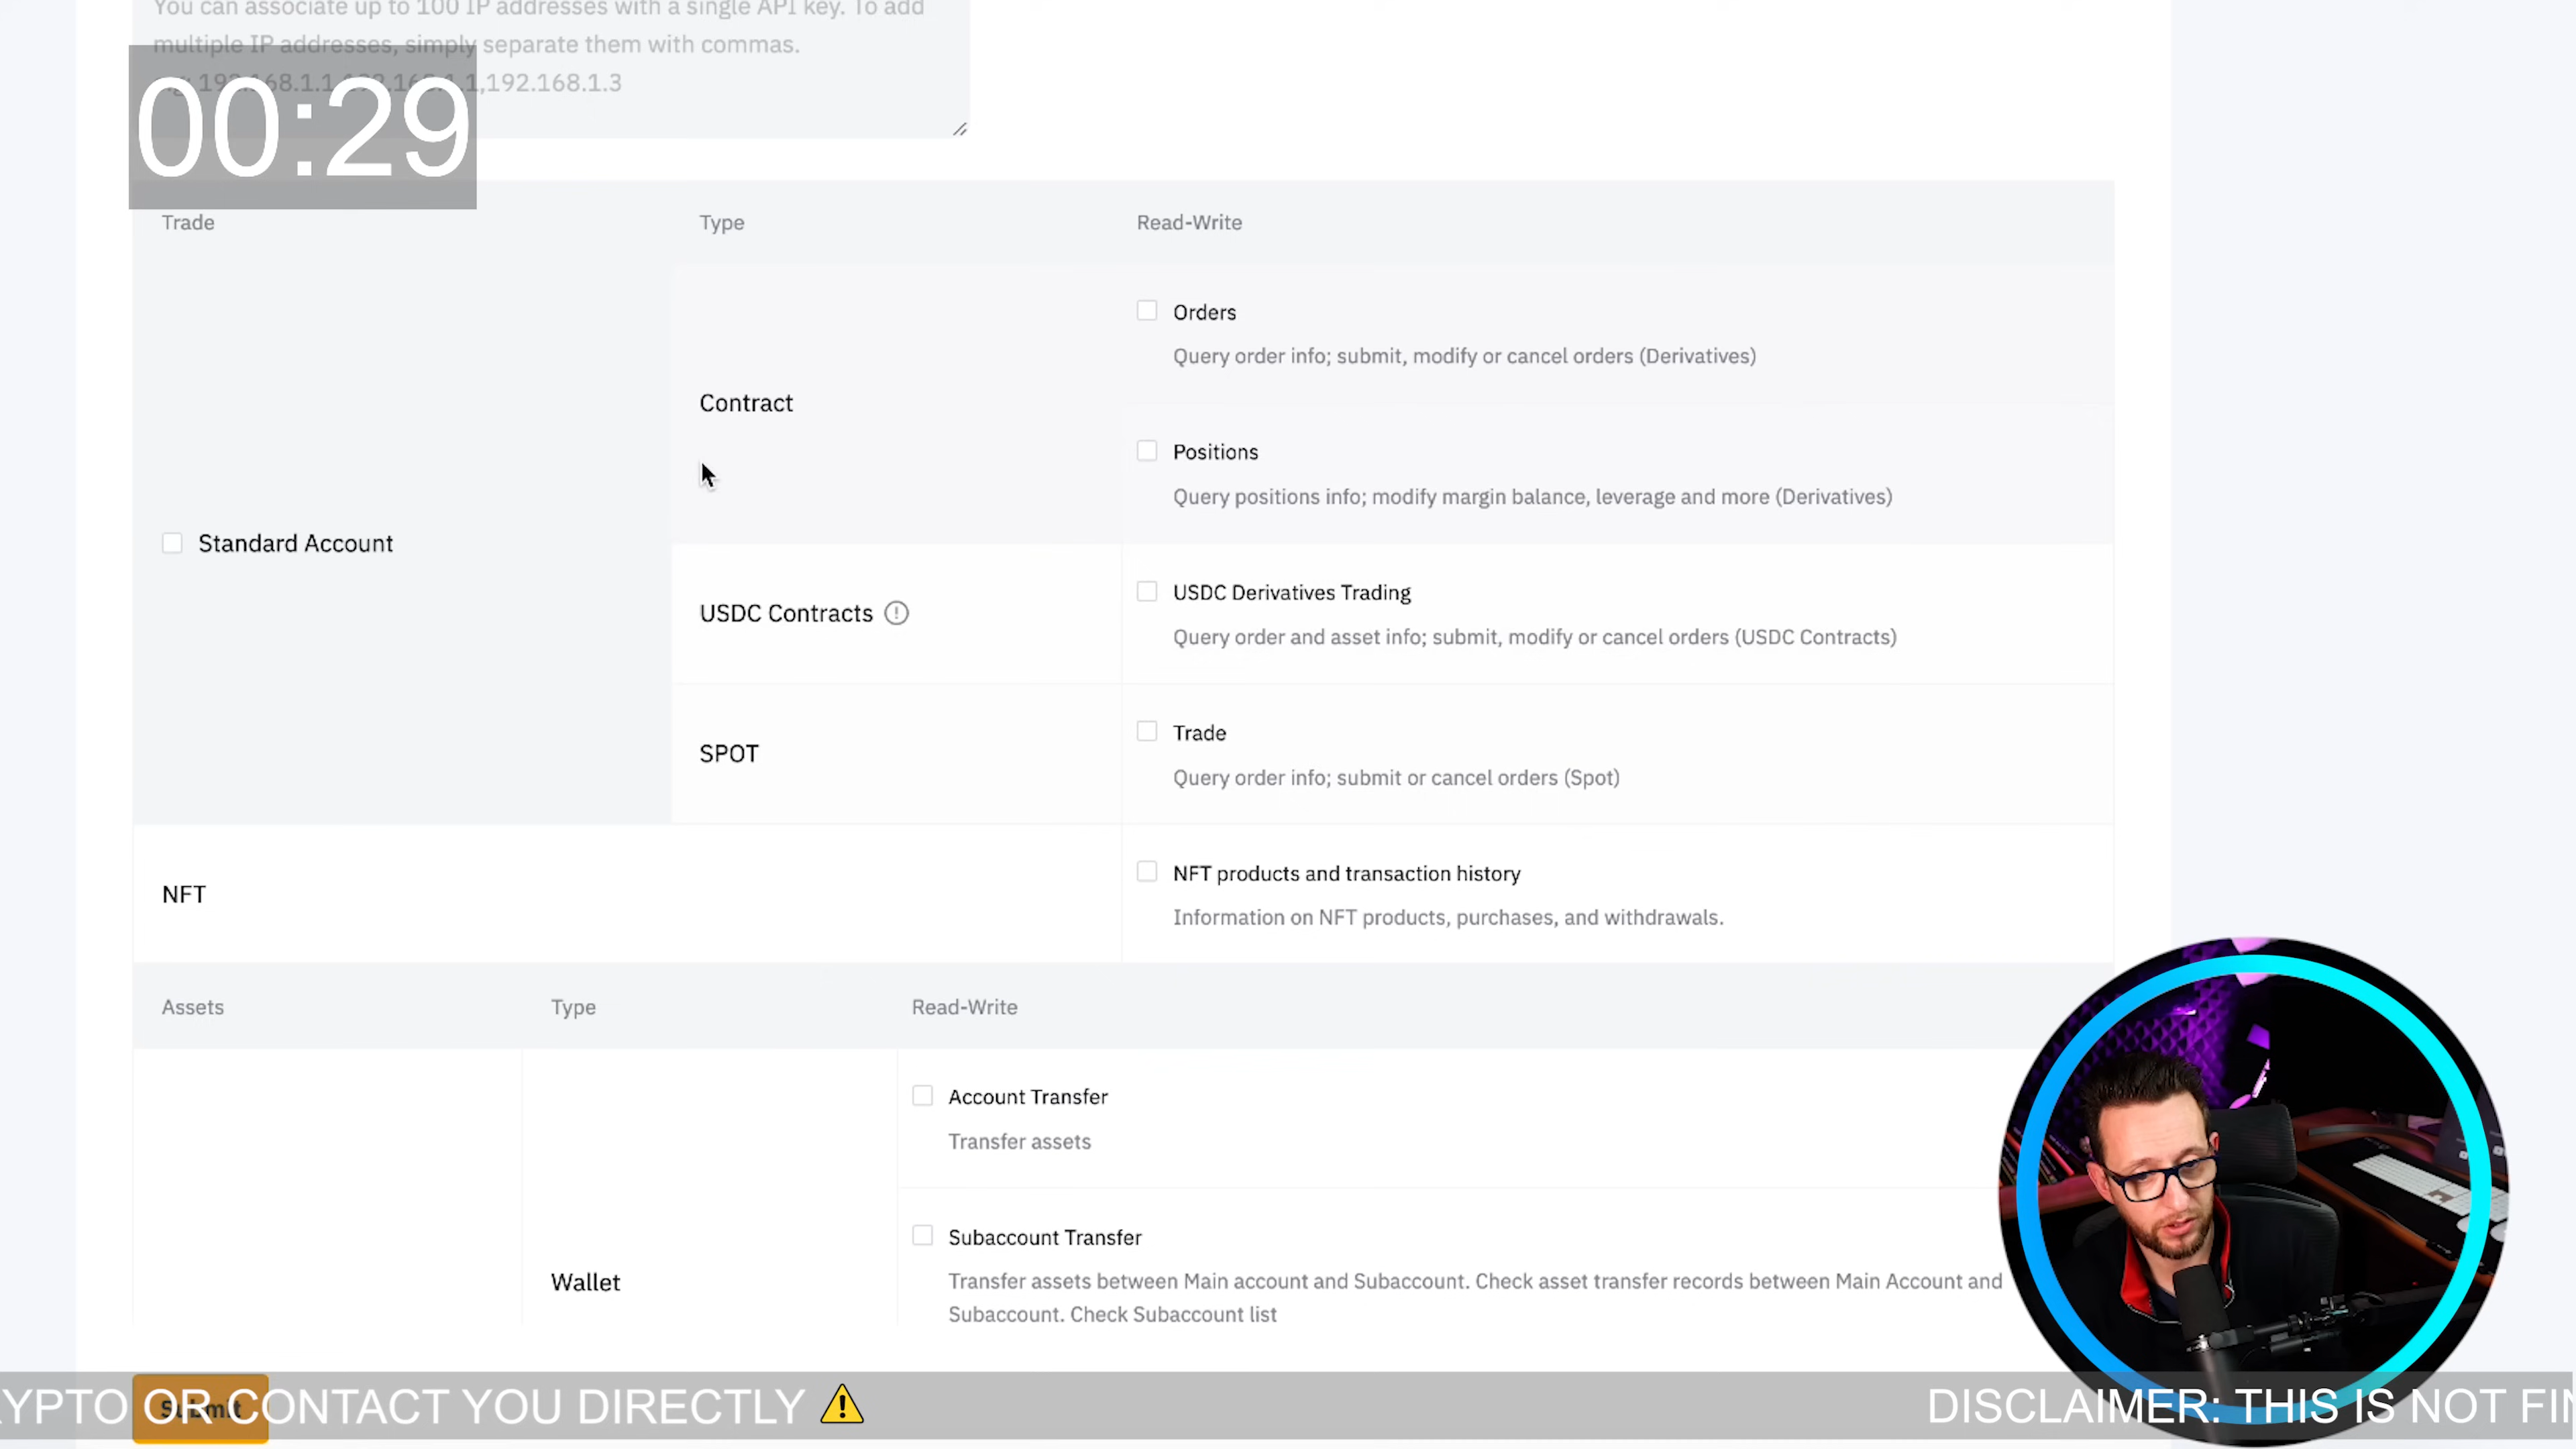 You can associate up to 100 IP addresses with a single API key. To add
multiple IP addresses, simply separate them with commas.
192.168.1.3
00:29
Trade Type Read-Write
Orders
Query order info; submit, modify or cancel orders (Derivatives)
Contract
Positions
Query positions info; modify margin balance, leverage and more (Derivatives)
Standard Account
USDC Derivatives Trading
USDC Contracts
Query order and asset info; submit, modify or cancel orders (USDC Contracts)
Trade
SPOT
Query order info; submit or cancel orders (Spot)
NFT products and transaction history
NFT
Information on NFT products, purchases, and withdrawals.
Assets Type Read-Write
Account Transfer
Transfer assets
Subaccount Transfer
Wallet
Transfer assets between Main account and Subaccount. Check asset transfer records between Main Account and
Subaccount. Check Subaccount list
Submit
YPTO OR CONTACT YOU DIRECTLY ⚠️ DISCLAIMER: THIS IS NOT FIN